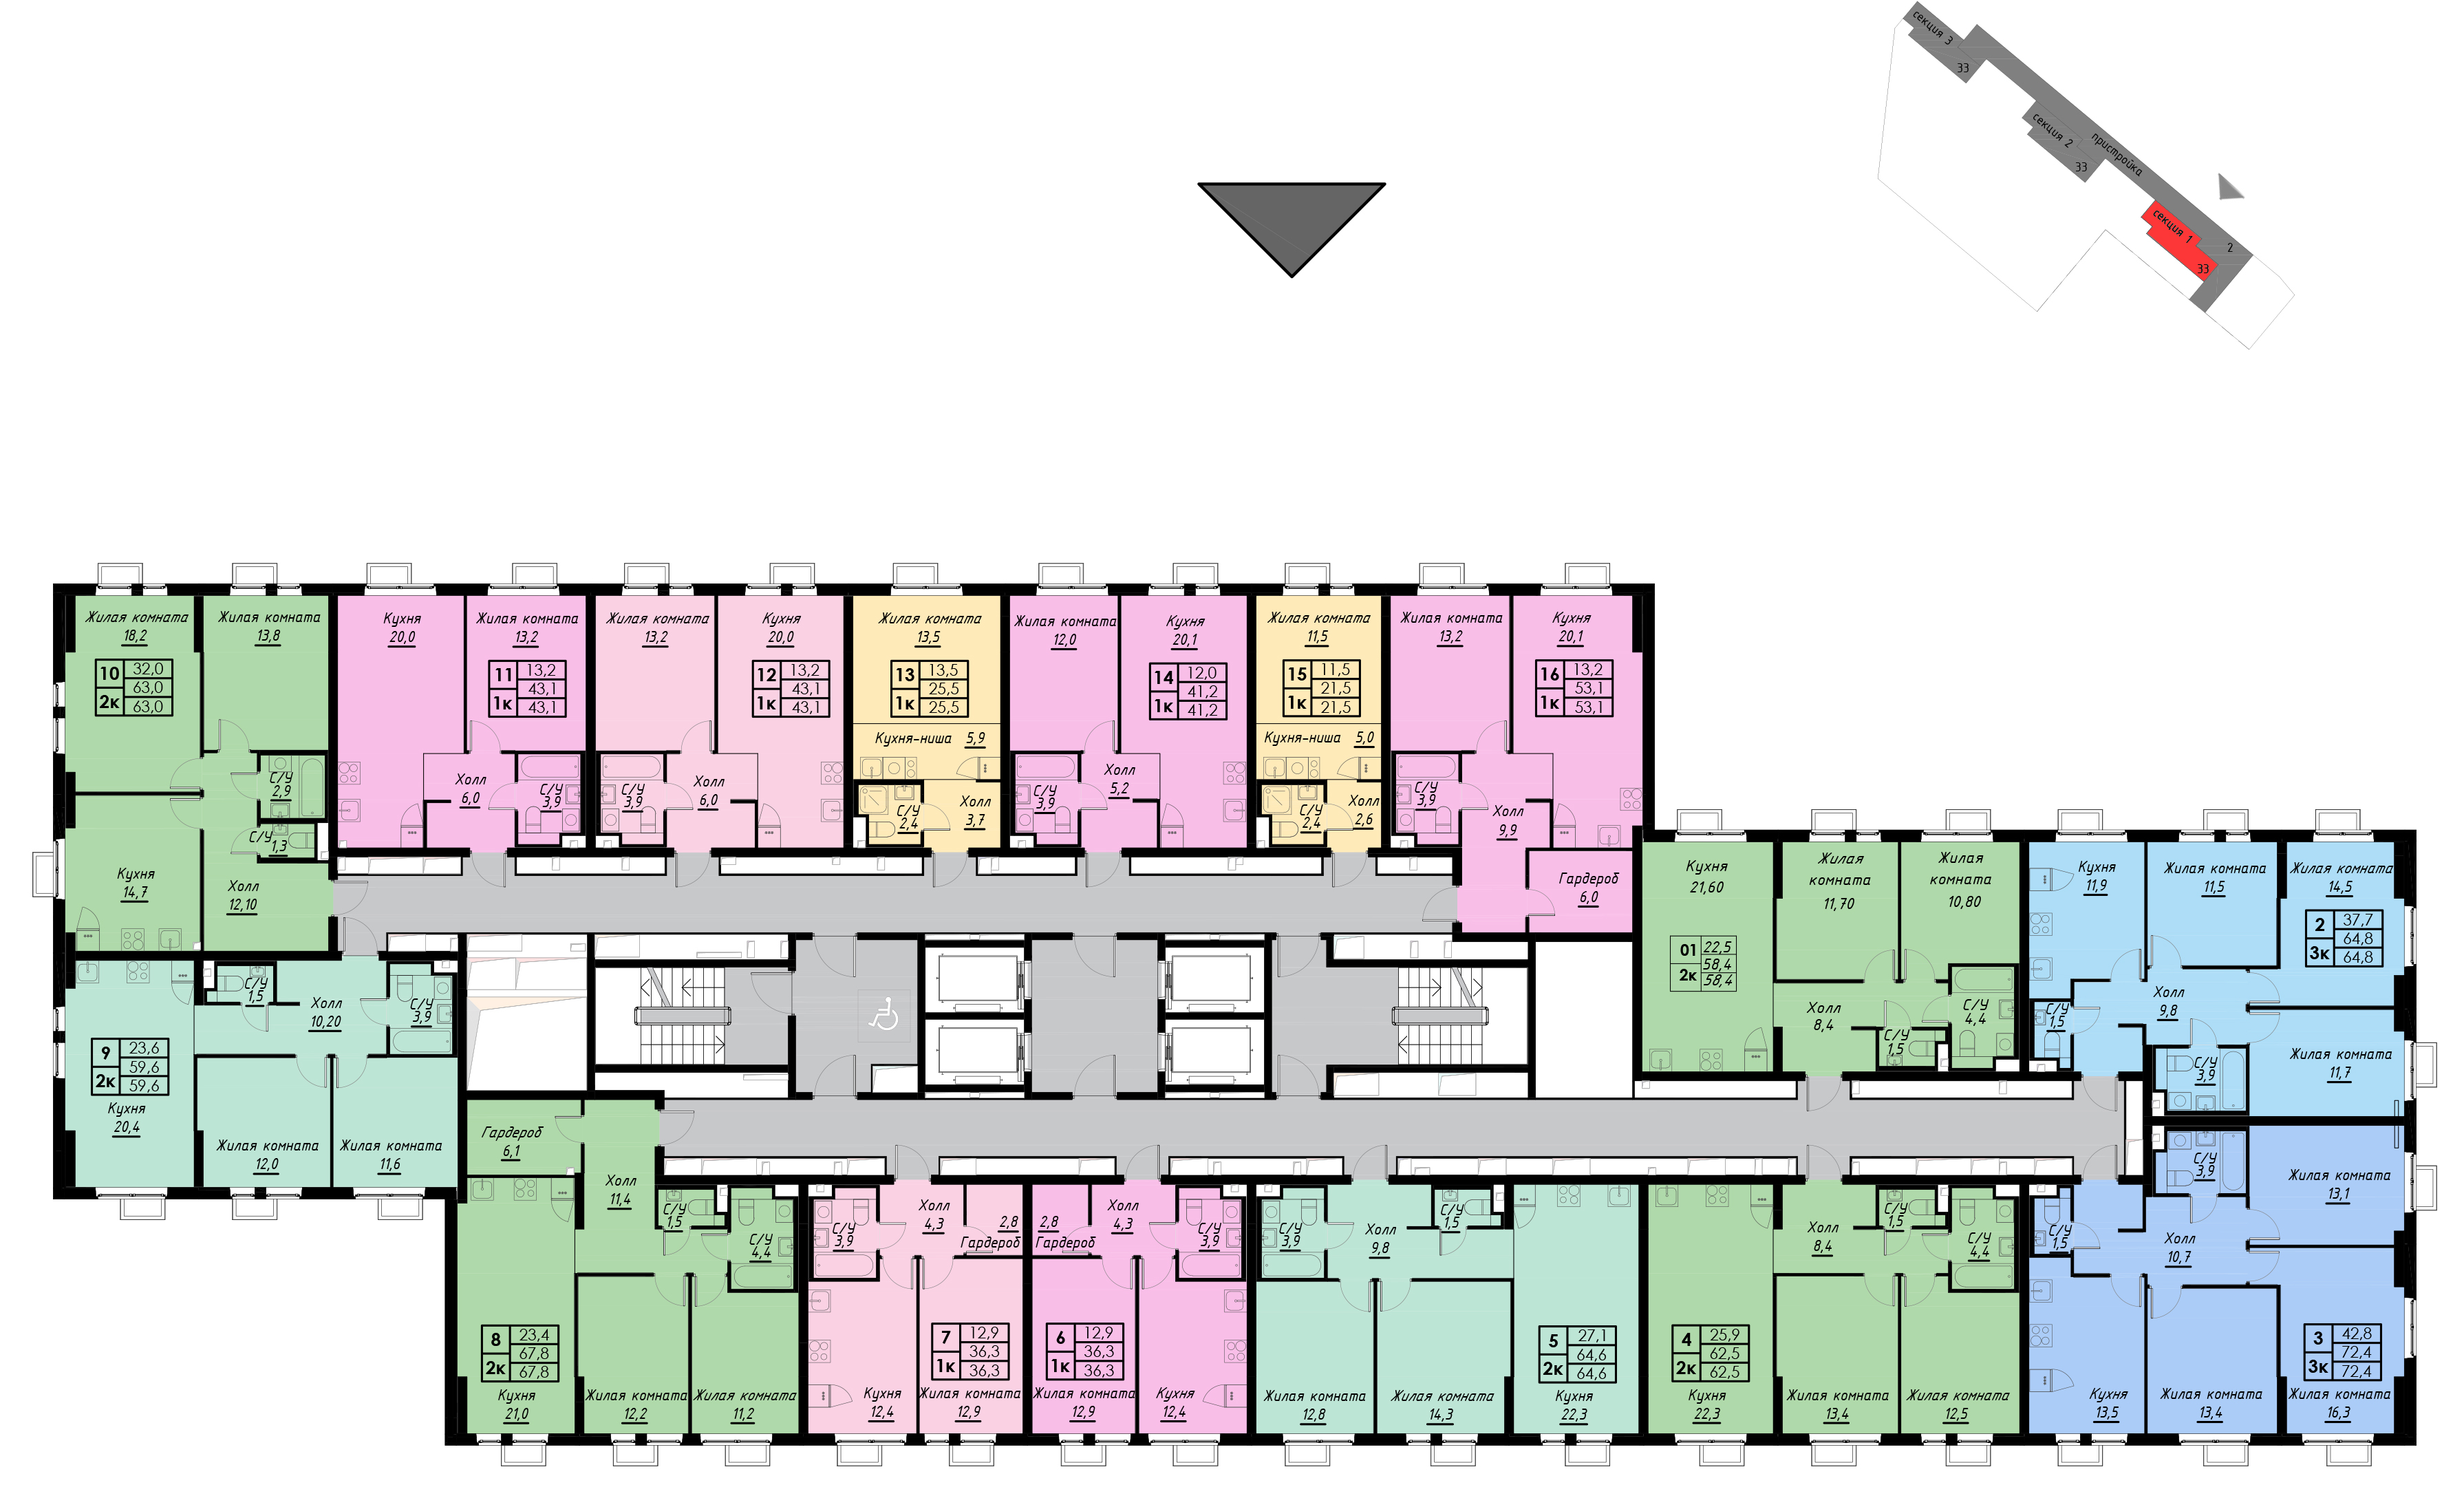 секция 3
33
секция 2
33
пристройка
секция 1
33
2
Жилая комната
18,2
10
2к
32,0
63,0
63,0
Жилая комната
13,8
С/У
2,9
С/У
1,3
Кухня
14,7
Холл
12,10
Кухня
20,0
Жилая комната
13,2
11
1к
13,2
43,1
43,1
Холл
6,0
С/У
3,9
Жилая комната
13,2
Кухня
20,0
12
1к
13,2
43,1
43,1
С/У
3,9
Холл
6,0
Жилая комната
13,5
13
1к
13,5
25,5
25,5
Кухня-ниша 5,9
С/У
2,4
Холл
3,7
Жилая комната
12,0
Кухня
20,1
14
1к
12,0
41,2
41,2
С/У
3,9
Холл
5,2
Жилая комната
11,5
15
1к
11,5
21,5
21,5
Кухня-ниша 5,0
С/У
2,4
Холл
2,6
Жилая комната
13,2
Кухня
20,1
16
1к
13,2
53,1
53,1
С/У
3,9
Холл
9,9
Гардероб
6,0
Кухня
21,60
Жилая
комната
11,70
Жилая
комната
10,80
01
2к
22,5
58,4
58,4
Холл
8,4
С/У
1,5
С/У
4,4
Кухня
11,9
Жилая комната
11,5
Жилая комната
14,5
2
3к
37,7
64,8
64,8
Холл
9,8
С/У
1,5
С/У
3,9
Жилая комната
11,7
С/У
1,5
Холл
10,20
С/У
3,9
9
2к
23,6
59,6
59,6
Кухня
20,4
Жилая комната
12,0
Жилая комната
11,6
Гардероб
6,1
Холл
11,4
С/У
1,5
С/У
4,4
8
2к
23,4
67,8
67,8
Кухня
21,0
Жилая комната
12,2
Жилая комната
11,2
С/У
3,9
Холл
4,3
2,8
Гардероб
7
1к
12,9
36,3
36,3
Кухня
12,4
Жилая комната
12,9
2,8
Гардероб
Холл
4,3
С/У
3,9
6
1к
12,9
36,3
36,3
Жилая комната
12,9
Кухня
12,4
С/У
3,9
Холл
9,8
С/У
1,5
5
2к
27,1
64,6
64,6
Жилая комната
12,8
Жилая комната
14,3
Кухня
22,3
Холл
8,4
С/У
1,5
С/У
4,4
4
2к
25,9
62,5
62,5
Кухня
22,3
Жилая комната
13,4
Жилая комната
12,5
С/У
3,9
Жилая комната
13,1
С/У
1,5
Холл
10,7
3
3к
42,8
72,4
72,4
Кухня
13,5
Жилая комната
13,4
Жилая комната
16,3